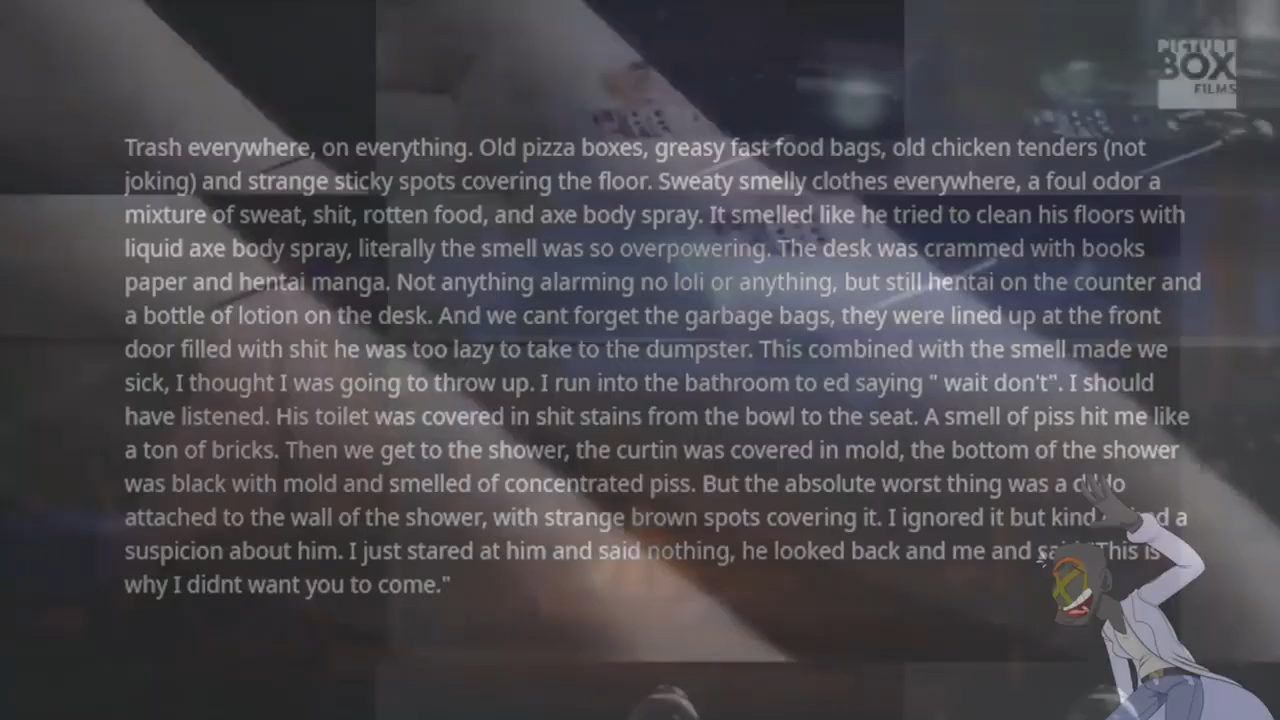 PICTURE
BOX
FILMS
Trash everywhere, on everything. Old pizza boxes, greasy fast food bags, old chicken tenders (not
joking) and strange sticky spots covering the floor. Sweaty smelly clothes everywhere, a foul odor a
mixture of sweat, shit, rotten food, and axe body spray. It smelled like he tried to clean his floors with
liquid axe body spray, literally the smell was so overpowering. The desk was crammed with books
paper and hentai manga. Not anything alarming no loli or anything, but still hentai on the counter and
a bottle of lotion on the desk. And we cant forget the garbage bags, they were lined up at the front
door filled with shit he was too lazy to take to the dumpster. This combined with the smell made we
sick, I thought I was going to throw up. I run into the bathroom to ed saying " wait don't". I should
have listened. His toilet was covered in shit stains from the bowl to the seat. A smell of piss hit me like
a ton of bricks. Then we get to the shower, the curtin was covered in mold, the bottom of the shower
was black with mold and smelled of concentrated piss. But the absolute worst thing was a
attached to the wall of the shower, with strange brown spots covering it. I ignored it but a
suspicion about him. I just stared at him and said nothing, he looked back and me and "This is
why I didnt want you to come."